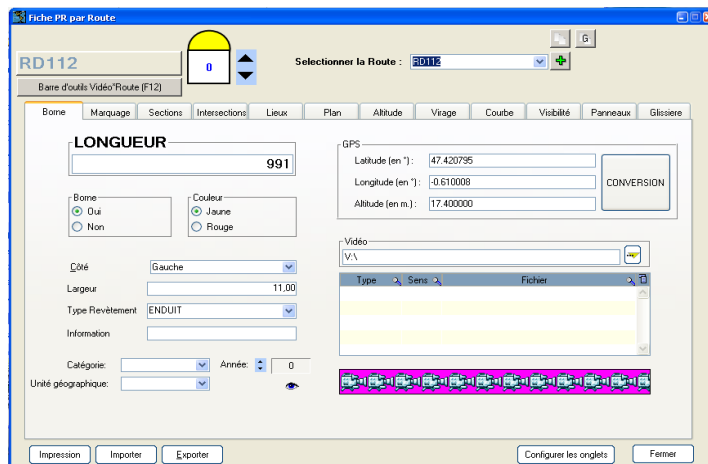 Fiche PR par Route
G
RD112
0
Selectionner la Route : RD112
Barre d'outils Vidéo"Route (F12)
Borne Marquage Sections Intersections Lieux Plan Altitude Virage Courbe Visibilité Panneaux Glissiere
LONGUEUR
991
GPS
Latitude (en °) : 47.420795
Longitude (en °) : -0.610008
Altitude (en m.) : 17.400000
CONVERSION
Borne
Oui
Non
Couleur
Jaune
Rouge
Vidéo
V:\
Type Sens Fichier
Côté Gauche
Largeur 11,00
Type Revêtement ENDUIT
Information
Catégorie: Année: 0
Unité géographique:
Impression Importer Exporter Configurer les onglets Fermer